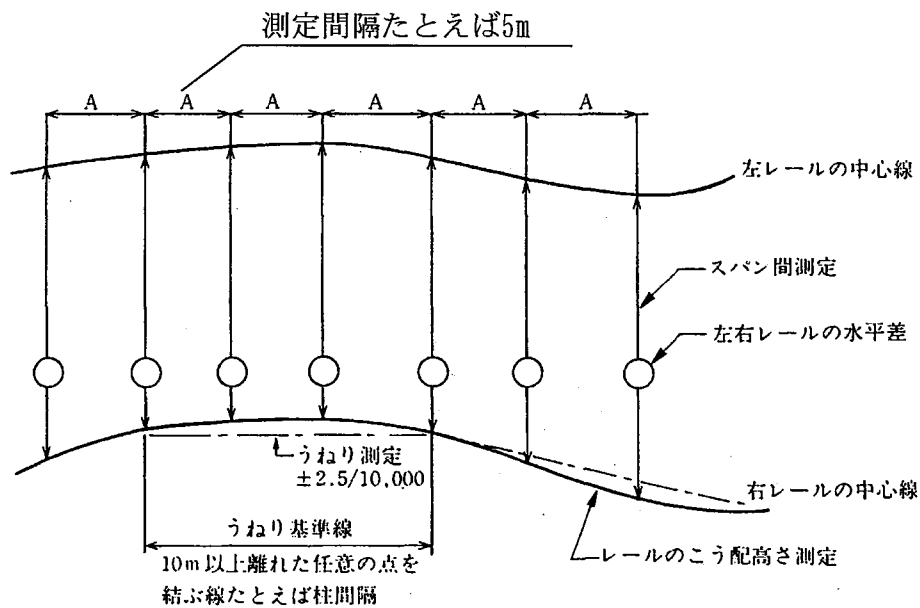 測定間隔たとえば5m
A A A A A A
左レールの中心線
スパン間測定
左右レールの水平差
うねり測定
±2.5/10,000
右レールの中心線
うねり基準線
レールのこう配高さ測定
10m以上離れた任意の点を
結ぶ線たとえば柱間隔